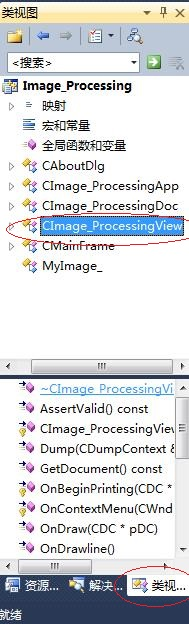 类视图
<搜索>
Image_Processing
映射
宏和常量
全局函数和变量
CAboutDlg
CImage_ProcessingApp
CImage_ProcessingDoc
CImage_ProcessingView
CMainFrame
MyImage_
~CImage_ProcessingVi
AssertValid() const
CImage_ProcessingView
Dump(CDumpContext &
GetDocument() const
OnBeginPrinting(CDC *
OnContextMenu(CWnd
OnDraw(CDC * pDC)
OnDrawline()
资源... 解决... 类视...
就绪